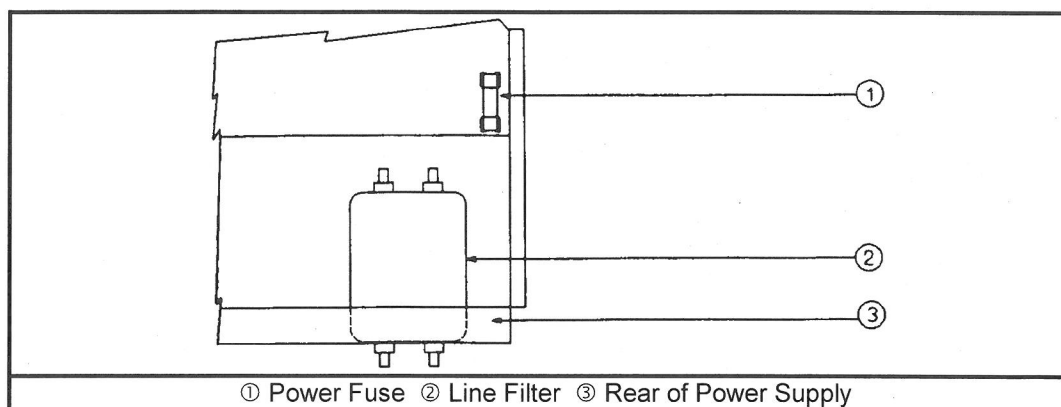 ①
②
③
① Power Fuse ② Line Filter ③ Rear of Power Supply